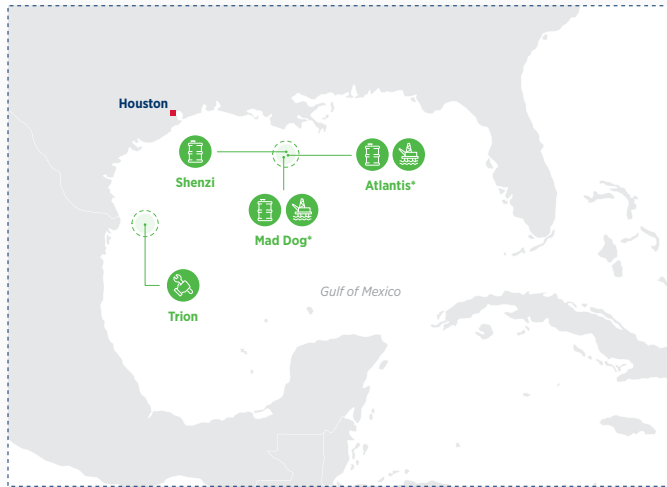 Houston
Shenzi
Atlantis*
Mad Dog*
Gulf of Mexico
Trion